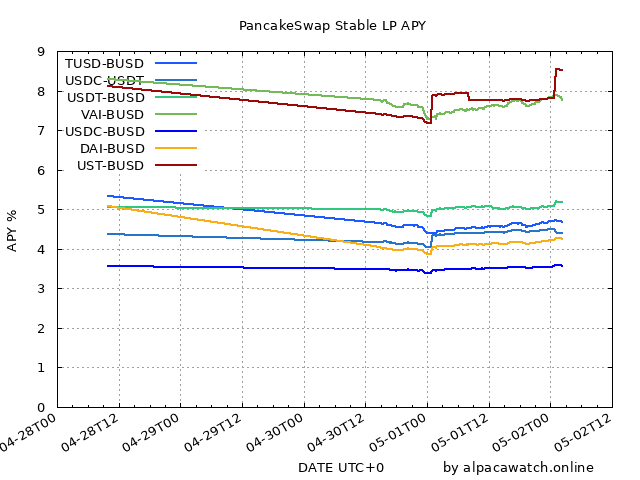 PancakeSwap Stable LP APY
9
8
7
6
5
4
3
2
1
0
APY %
TUSD-BUSD
USDC-USDT
USDT-BUSD
VAI-BUSD
USDC-BUSD
DAI-BUSD
UST-BUSD
04-28T00
04-28T12
04-29T00
04-29T12
04-30T00
04-30T12
05-01T00
05-01T12
05-02T00
05-02T12
DATE UTC+0
by alpacawatch.online